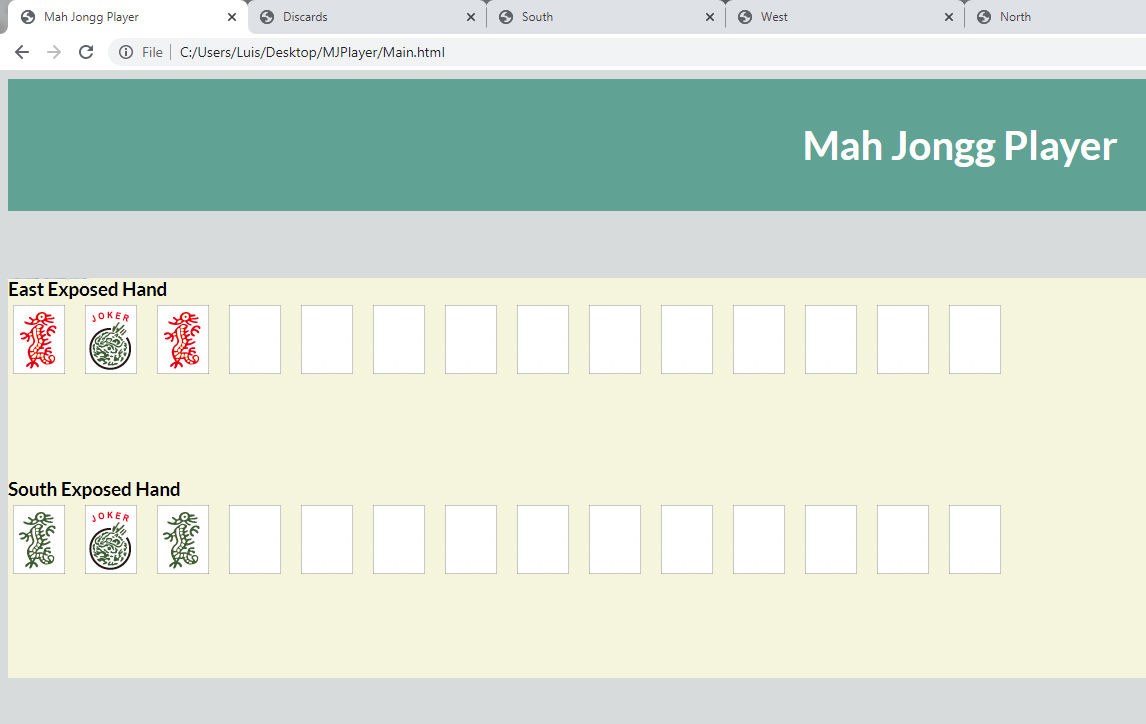 Mah Jongg Player
Discards
South
West
North
File
C:/Users/Luis/Desktop/MJPlayer/Main.html
Mah Jongg Player
East Exposed Hand
JOKER
South Exposed Hand
JOKER